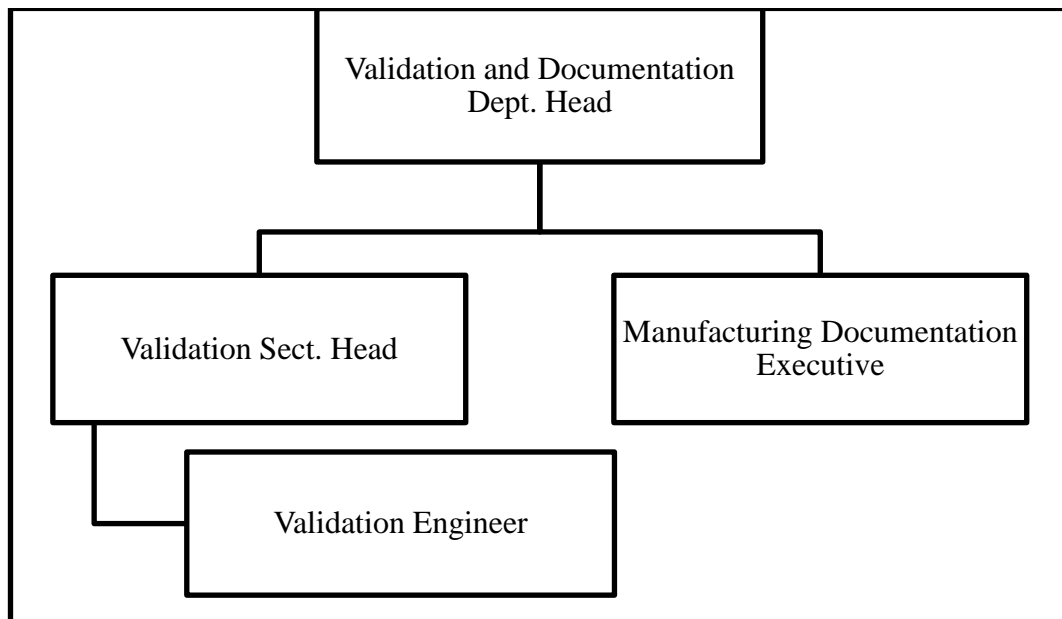 Validation and Documentation
Dept. Head
Validation Sect. Head
Manufacturing Documentation
Executive
Validation Engineer